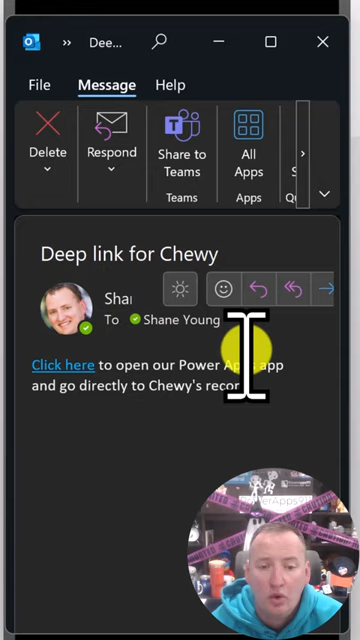 Dee...
File Message Help
Delete
Respond
Share to
Teams
All
Apps
Teams
Apps
Deep link for Chewy
To Shane Young
Click here to open our Power Apps app
and go directly to Chewy's recor